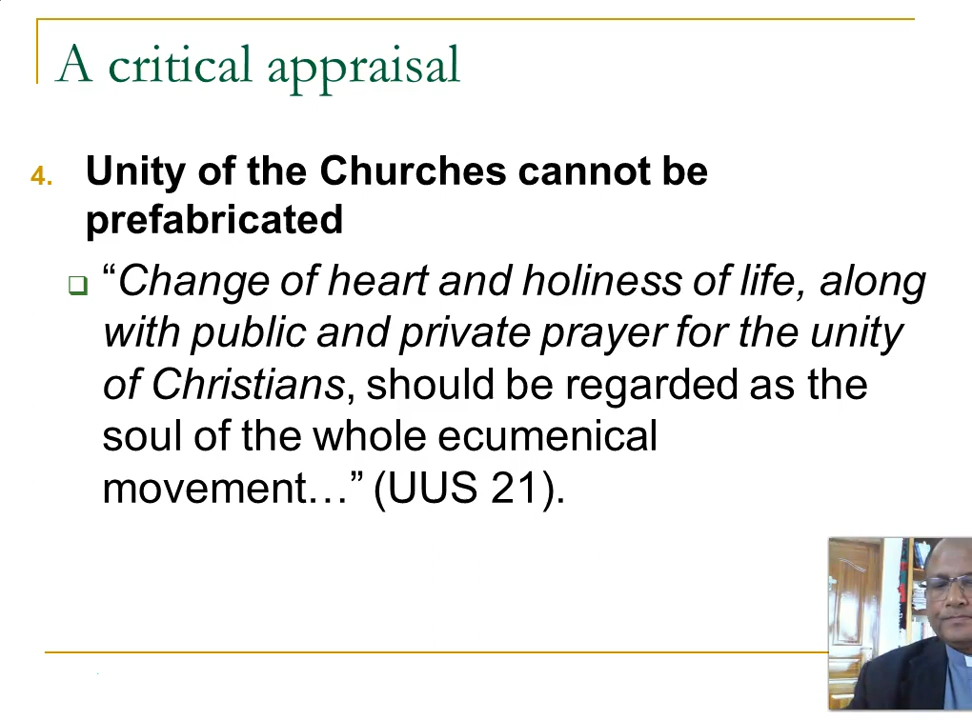 A critical appraisal
4. Unity of the Churches cannot be
prefabricated
“Change of heart and holiness of life, along
with public and private prayer for the unity
of Christians, should be regarded as the
soul of the whole ecumenical
movement…” (UUS 21).